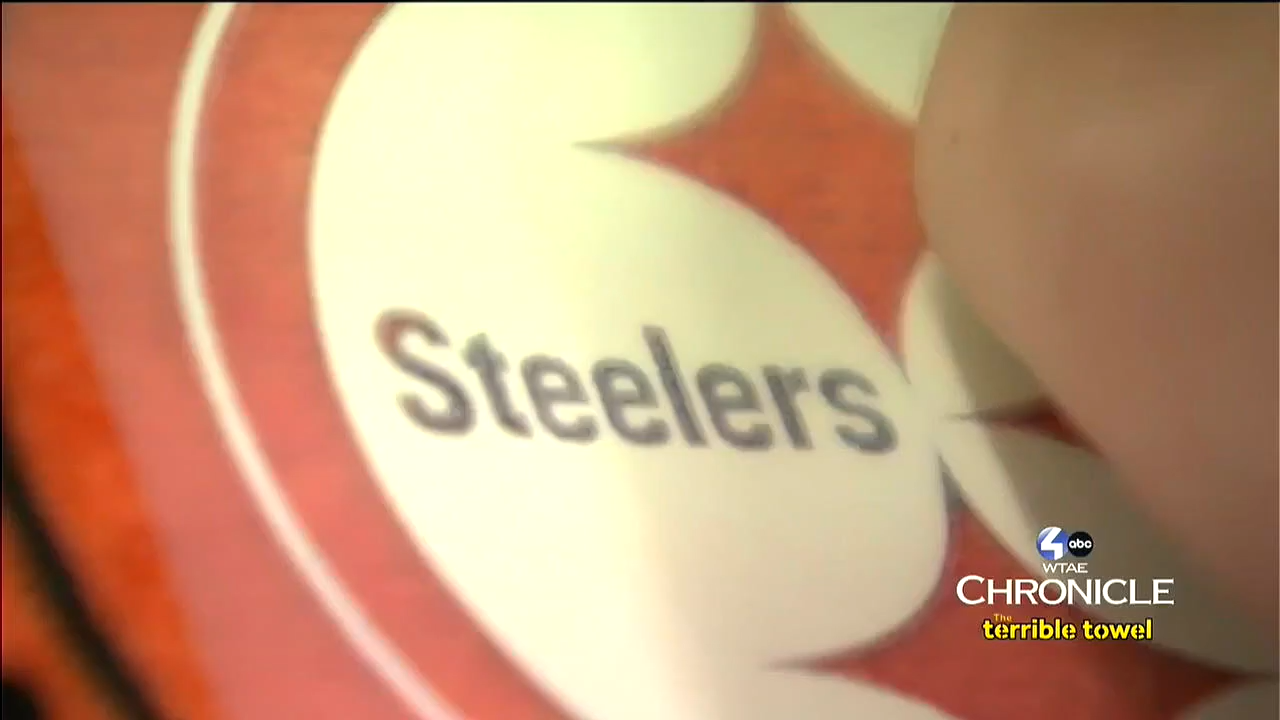 Steelers
4 abc
WTAE
CHRONICLE
The
terrible towel